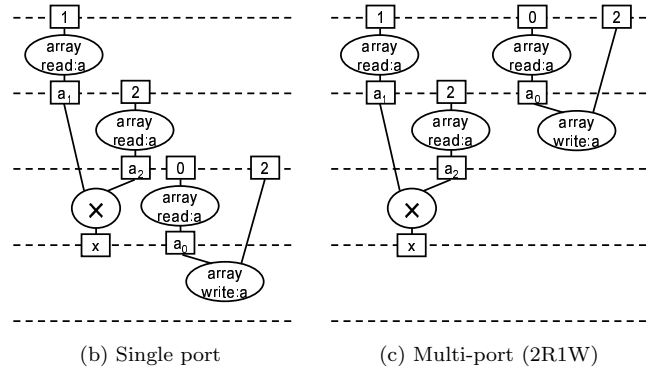 1
array
read:a
a1
2
array
read:a
a2
0
2
×
array
read:a
x
a0
array
write:a
(b) Single port
1
0
2
array
read:a
array
read:a
a1
2
a0
array
read:a
array
write:a
a2
×
x
(c) Multi-port (2R1W)